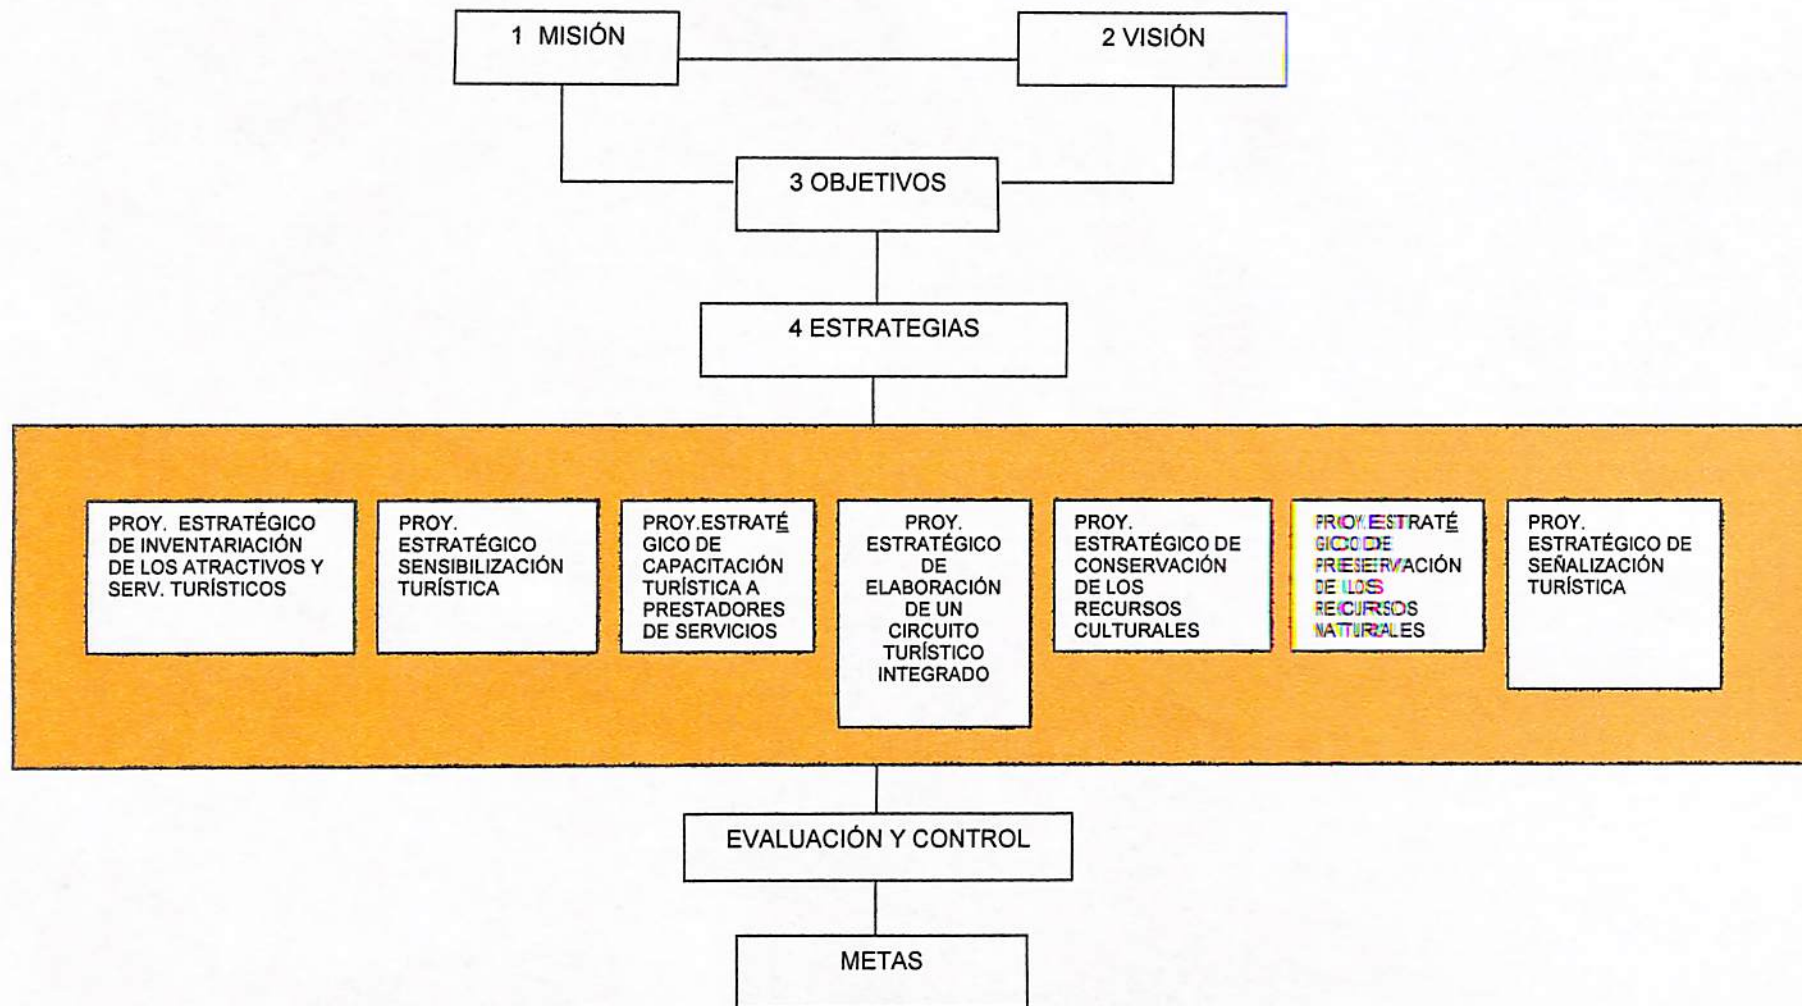 1 MISIÓN
2 VISIÓN
3 OBJETIVOS
4 ESTRATEGIAS
PROY. ESTRATÉGICO
DE INVENTARIACIÓN
DE LOS ATRACTIVOS Y
SERV. TURÍSTICOS
PROY.
ESTRATÉGICO
SENSIBILIZACIÓN
TURÍSTICA
PROY.ESTRATÉ
GICO DE
CAPACITACIÓN
TURÍSTICA A
PRESTADORES
DE SERVICIOS
PROY.
ESTRATÉGICO
DE
ELABORACIÓN
DE UN
CIRCUITO
TURÍSTICO
INTEGRADO
PROY.
ESTRATÉGICO DE
CONSERVACIÓN
DE LOS
RECURSOS
CULTURALES
PROY.ESTRATÉ
GICO DE
PRESERVACIÓN
DE LOS
RECURSOS
NATURALES
PROY.
ESTRATÉGICO DE
SEÑALIZACIÓN
TURÍSTICA
EVALUACIÓN Y CONTROL
METAS